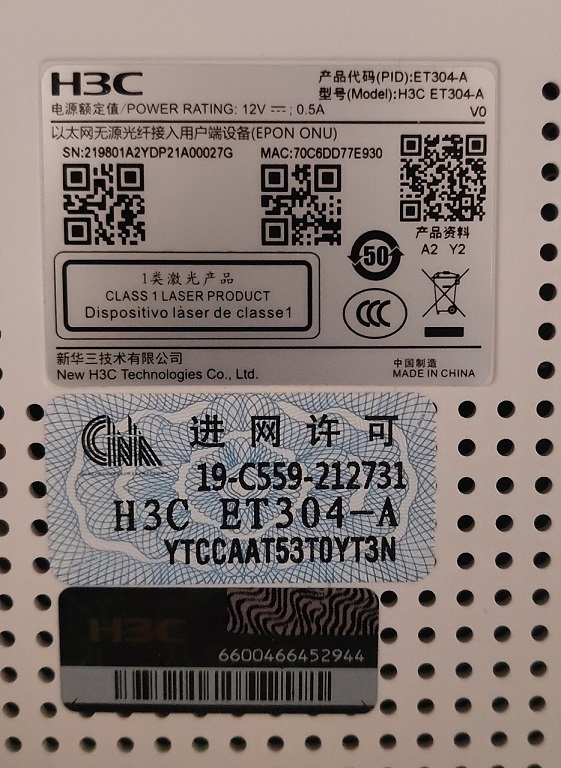 H3C
产品代码(PID):ET304-A
型号(Model):H3C ET304-A
电源额定值/POWER RATING: 12V ⎓; 0.5A
V0
以太网无源光纤接入用户端设备(EPON ONU)
SN:219801A2YDP21A00027G
MAC:70C6DD77E930
产品资料
A2 Y2
50
1类激光产品
CLASS 1 LASER PRODUCT
Dispositivo làser de classe1
CCC
新华三技术有限公司
New H3C Technologies Co., Ltd.
中国制造
MADE IN CHINA
进网许可
19-C559-212731
H3C ET304-A
YTCCAAT53T0YT3N
H3C
6600466452944